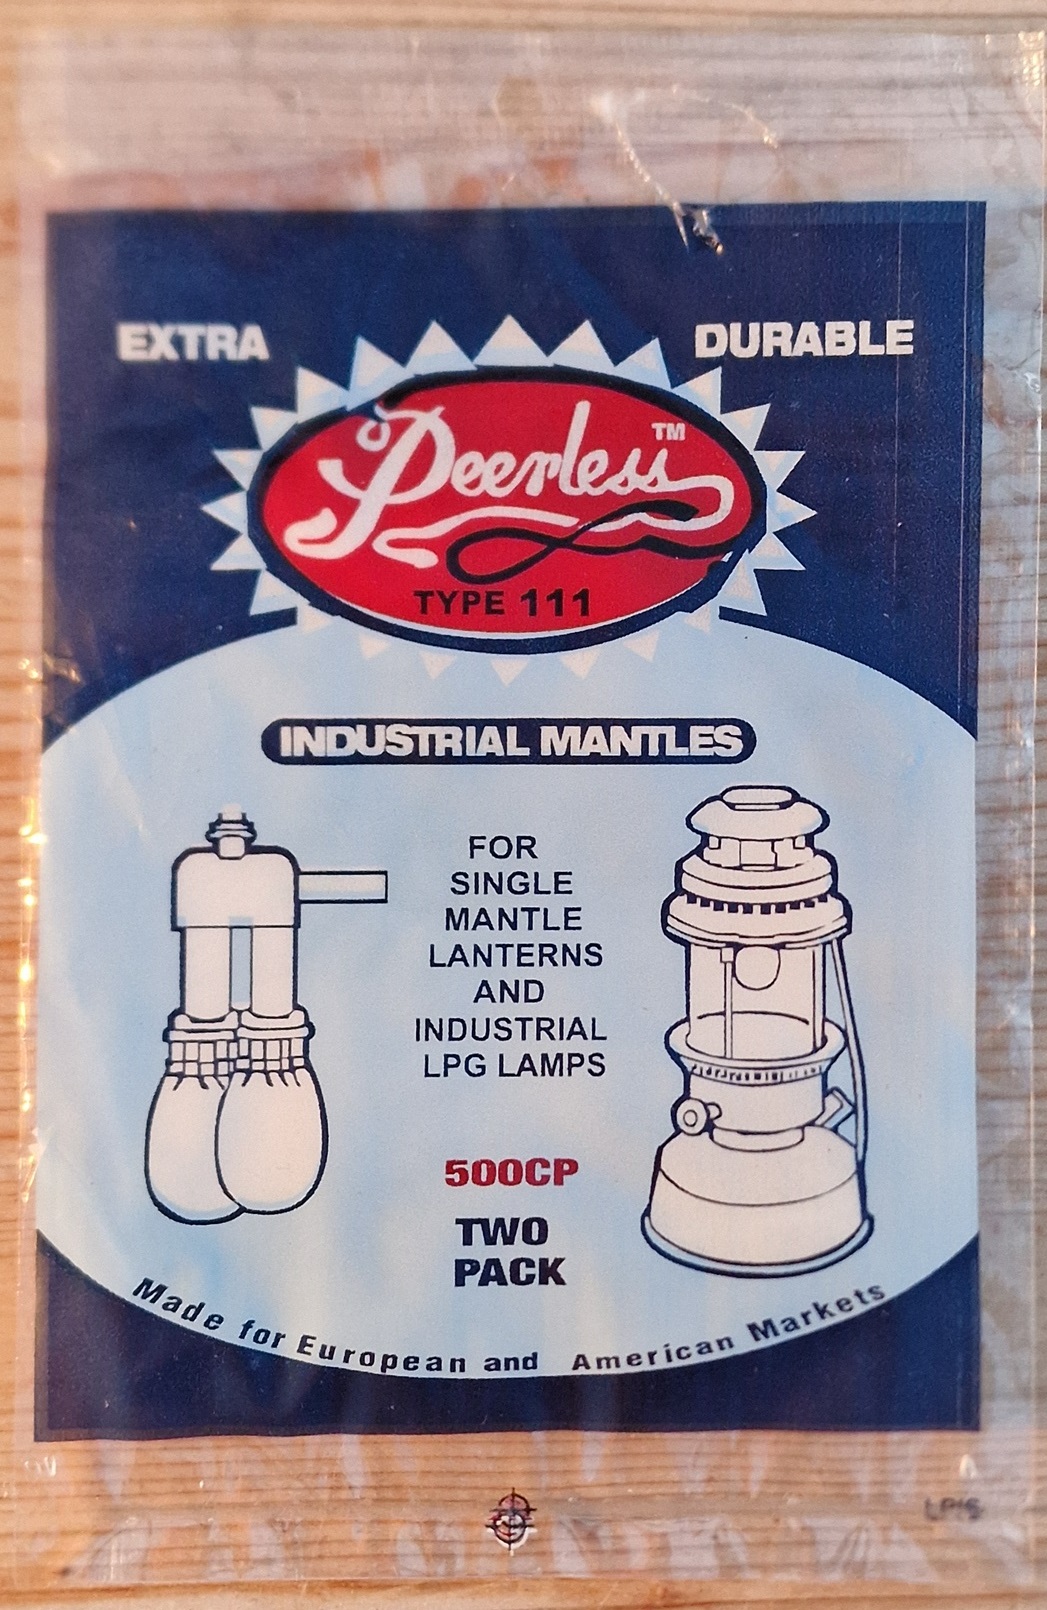 EXTRA
DURABLE
Peerless™
TYPE 111
INDUSTRIAL MANTLES
FOR
SINGLE
MANTLE
LANTERNS
AND
INDUSTRIAL
LPG LAMPS
500CP
TWO
PACK
Made for European and American Markets